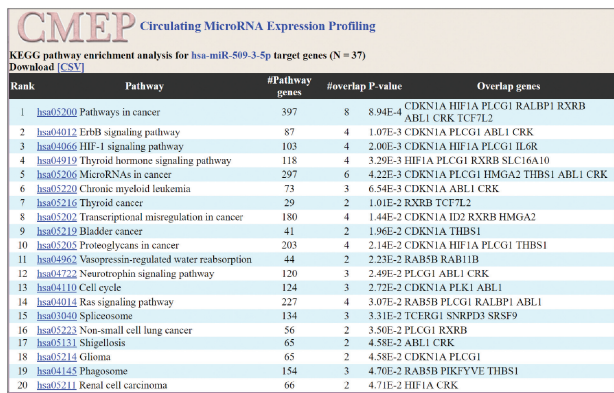 CMEP Circulating MicroRNA Expression Profiling
KEGG pathway enrichment analysis for hsa-miR-509-3-5p target genes (N = 37)
Download [CSV]
Rank Pathway #Pathway genes #overlap P-value Overlap genes
1 hsa05200 Pathways in cancer 397 8 8.94E-4 CDKN1A HIF1A PLCG1 RALBP1 RXRB
ABL1 CRK TCF7L2
2 hsa04012 ErbB signaling pathway 87 4 1.07E-3 CDKN1A PLCG1 ABL1 CRK
3 hsa04066 HIF-1 signaling pathway 103 4 2.00E-3 CDKN1A HIF1A PLCG1 IL6R
4 hsa04919 Thyroid hormone signaling pathway 118 4 3.29E-3 HIF1A PLCG1 RXRB SLC16A10
5 hsa05206 MicroRNAs in cancer 297 6 4.22E-3 CDKN1A PLCG1 HMGA2 THBS1 ABL1 CRK
6 hsa05220 Chronic myeloid leukemia 73 3 6.54E-3 CDKN1A ABL1 CRK
7 hsa05216 Thyroid cancer 29 2 1.01E-2 RXRB TCF7L2
8 hsa05202 Transcriptional misregulation in cancer 180 4 1.44E-2 CDKN1A ID2 RXRB HMGA2
9 hsa05219 Bladder cancer 41 2 1.96E-2 CDKN1A THBS1
10 hsa05205 Proteoglycans in cancer 203 4 2.14E-2 CDKN1A HIF1A PLCG1 THBS1
11 hsa04962 Vasopressin-regulated water reabsorption 44 2 2.23E-2 RAB5B RAB11B
12 hsa04722 Neurotrophin signaling pathway 120 3 2.49E-2 PLCG1 ABL1 CRK
13 hsa04110 Cell cycle 124 3 2.72E-2 CDKN1A PLK1 ABL1
14 hsa04014 Ras signaling pathway 227 4 3.07E-2 RAB5B PLCG1 RALBP1 ABL1
15 hsa03040 Spliceosome 134 3 3.31E-2 TCERG1 SNRPD3 SRSF9
16 hsa05223 Non-small cell lung cancer 56 2 3.50E-2 PLCG1 RXRB
17 hsa05131 Shigellosis 65 2 4.58E-2 ABL1 CRK
18 hsa05214 Glioma 65 2 4.58E-2 CDKN1A PLCG1
19 hsa04145 Phagosome 154 3 4.70E-2 RAB5B PIKFYVE THBS1
20 hsa05211 Renal cell carcinoma 66 2 4.71E-2 HIF1A CRK